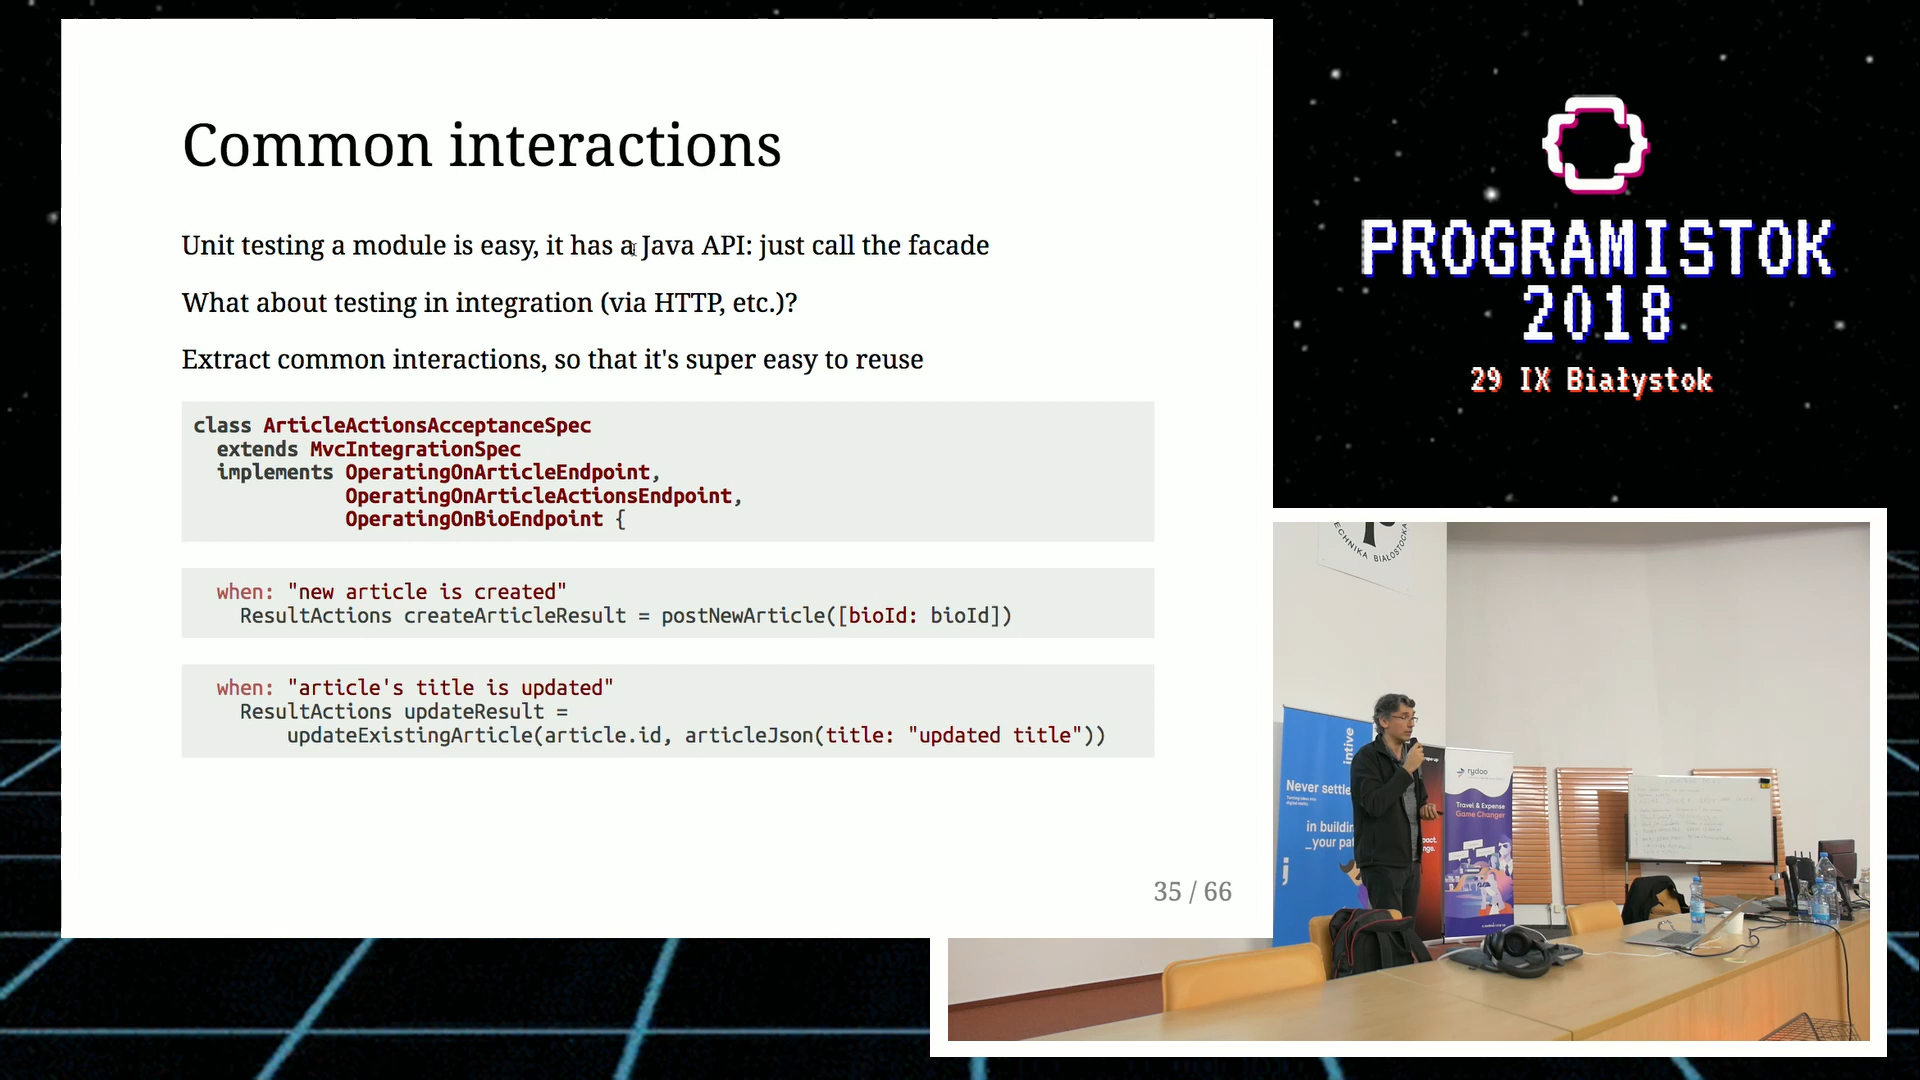 Common interactions
Unit testing a module is easy, it has a Java API: just call the facade
What about testing in integration (via HTTP, etc.)?
Extract common interactions, so that it's super easy to reuse
class ArticleActionsAcceptanceSpec
extends MvcIntegrationSpec
implements OperatingOnArticleEndpoint,
OperatingOnArticleActionsEndpoint,
OperatingOnBioEndpoint {
when: "new article is created"
ResultActions createArticleResult = postNewArticle([bioId: bioId])
when: "article's title is updated"
ResultActions updateResult =
updateExistingArticle(article.id, articleJson(title: "updated title"))
35 / 66
PROGRAMISTOK
2018
29 IX Białystok
BIAŁOSTOCKA
intive
Never settle
in buildin
_your pa
rydoo
Travel & Expense
Game Changer